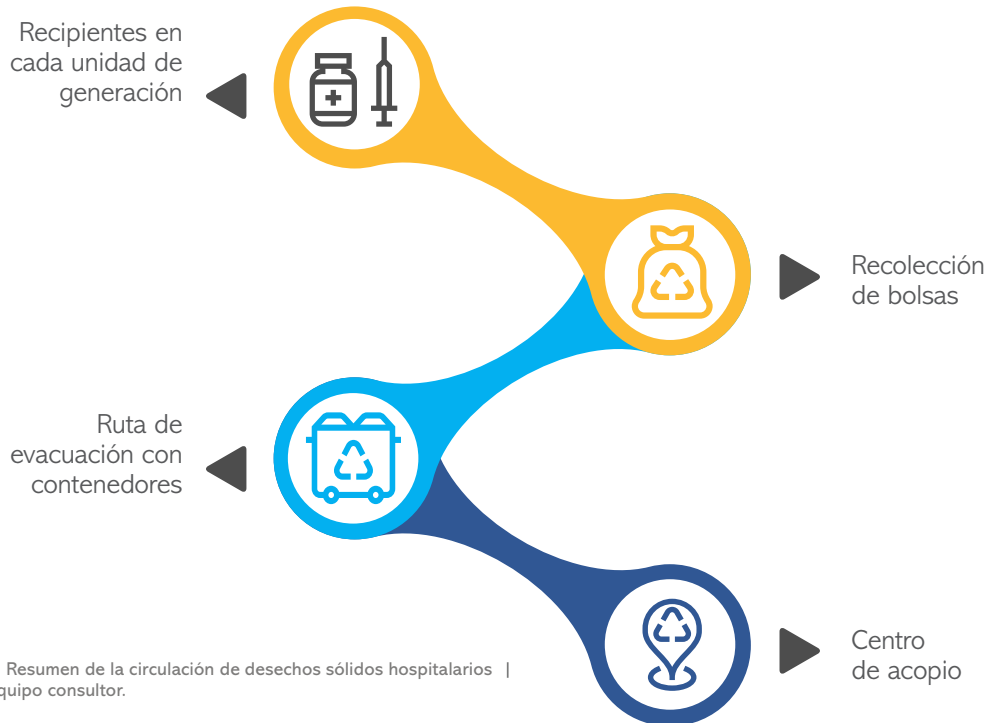 Recipientes en
cada unidad de
generación
Recolección
de bolsas
Ruta de
evacuación con
contenedores
Centro
de acopio
Resumen de la circulación de desechos sólidos hospitalarios |
quipo consultor.